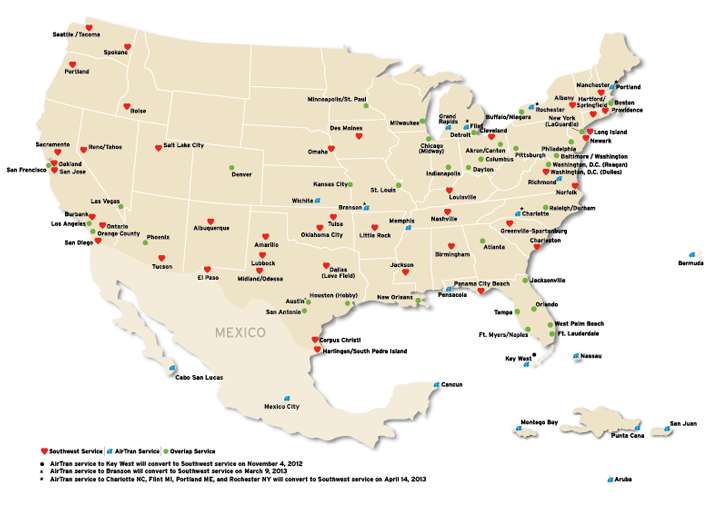 Seattle /Tacoma
Spokane
Portland
Boise
Minneapolis/St. Paul
Milwaukee
Grand
Rapids
Flint
Detroit
Cleveland
Buffalo/Niagara
Rochester
Albany
Manchester
Portland
Hartford/
Springfield
Boston
Providence
New York
(LaGuardia)
Long Island
Newark
Philadelphia
Baltimore / Washington
Washington, D.C. (Reagan)
Washington, D.C. (Dulles)
Richmond
Norfolk
Pittsburgh
Akron/Canton
Columbus
Dayton
Chicago
(Midway)
Indianapolis
Des Moines
Omaha
Sacramento
Reno/Tahoe
Salt Lake City
San Francisco
Oakland
San Jose
Denver
Kansas City
St. Louis
Louisville
Wichita
Branson
Las Vegas
Burbank
Los Angeles
Ontario
Orange County
San Diego
Phoenix
Tucson
Albuquerque
Amarillo
Lubbock
Midland/Odessa
El Paso
Tulsa
Oklahoma City
Little Rock
Memphis
Nashville
Charlotte
Raleigh/Durham
Greenville-Spartanburg
Charleston
Atlanta
Birmingham
Jackson
Dallas
(Love Field)
Austin
Houston (Hobby)
San Antonio
New Orleans
Pensacola
Panama City Beach
Jacksonville
Orlando
Tampa
West Palm Beach
Ft. Lauderdale
Ft. Myers/Naples
Key West
Nassau
Bermuda
MEXICO
Corpus Christi
Harlingen/South Padre Island
Cabo San Lucas
Mexico City
Cancun
Montego Bay
Punta Cana
San Juan
Aruba
Southwest Service AirTran Service Overlap Service
AirTran service to Key West will convert to Southwest service on November 4, 2012
AirTran service to Branson will convert to Southwest service on March 9, 2013
AirTran service to Charlotte NC, Flint MI, Portland ME, and Rochester NY will convert to Southwest service on April 14, 2013